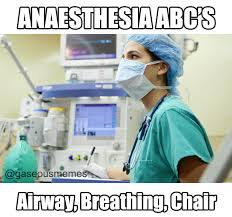 ANAESTHESIA ABC'S
@gasepusmemes
Airway, Breathing, Chair